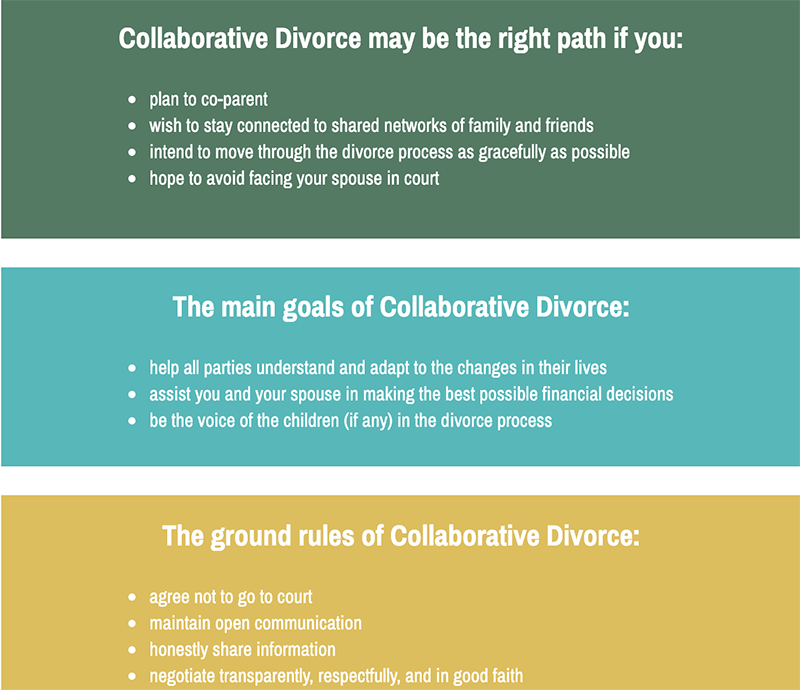 Collaborative Divorce may be the right path if you:
• plan to co-parent
• wish to stay connected to shared networks of family and friends
• intend to move through the divorce process as gracefully as possible
• hope to avoid facing your spouse in court
The main goals of Collaborative Divorce:
• help all parties understand and adapt to the changes in their lives
• assist you and your spouse in making the best possible financial decisions
• be the voice of the children (if any) in the divorce process
The ground rules of Collaborative Divorce:
• agree not to go to court
• maintain open communication
• honestly share information
• negotiate transparently, respectfully, and in good faith